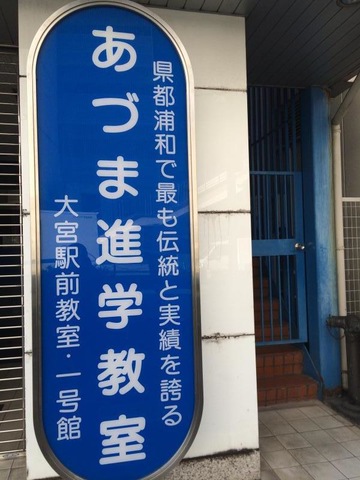 県都浦和で最も伝統と実績を誇る
あづま進学教室
大宮駅前教室・一号館